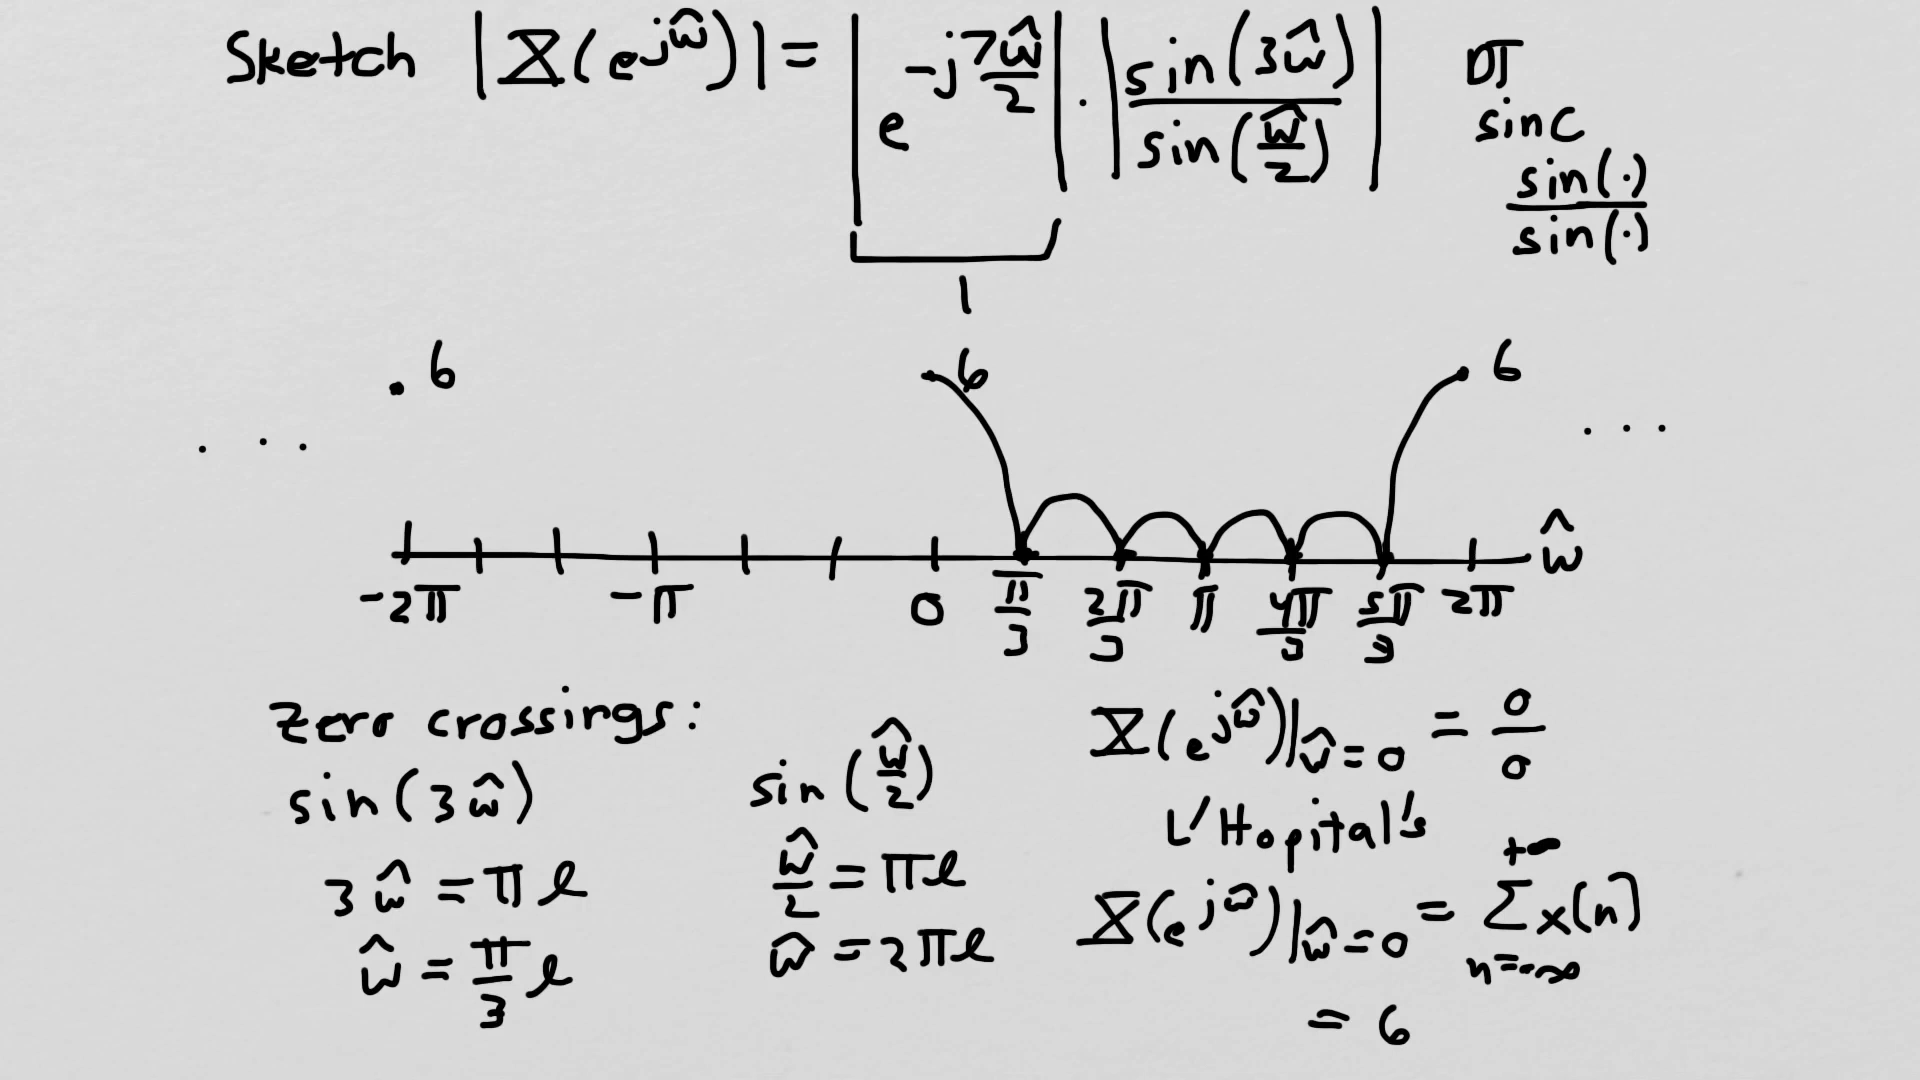 Sketch |X(e^{jŵ})| = |e^{-j7ŵ/2}| · |sin(3ŵ)/sin(ŵ/2)|
DT
sinc
sin(·)/sin(·)
1
. 6
6
6
. . .
. . .
-2π -π 0 π/3 2π/3 π 4π/3 5π/3 2π ŵ
Zero crossings:
sin(3ŵ)
3ŵ = πℓ
ŵ = π/3 ℓ
sin(ŵ/2)
ŵ/2 = πℓ
ŵ = 2πℓ
X(e^{jŵ})|ŵ=0 = 0/0
L'Hopital's
X(e^{jŵ})|ŵ=0 = Σ_{n=-∞}^{+∞} x[n]
= 6